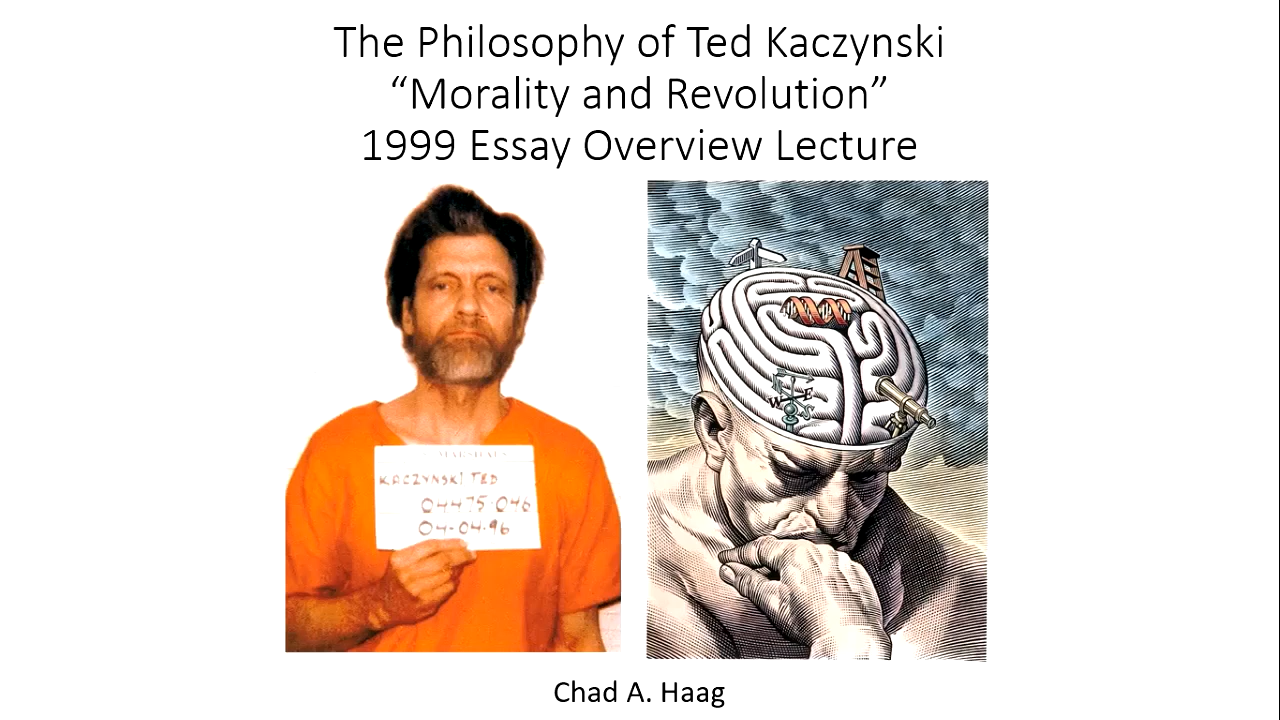 The Philosophy of Ted Kaczynski
“Morality and Revolution”
1999 Essay Overview Lecture
MARSHALS
KACZYNSKI TED
04475-046
04-04-96
E
W
S
Chad A. Haag